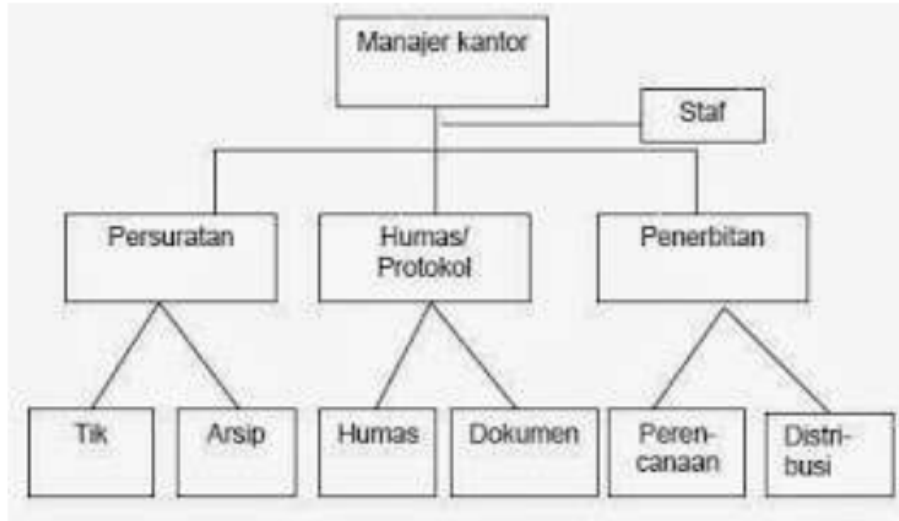 Manajer kantor
Staf
Persuratan
Humas/
Protokol
Penerbitan
Tik
Arsip
Humas
Dokumen
Peren-
canaan
Distri-
busi